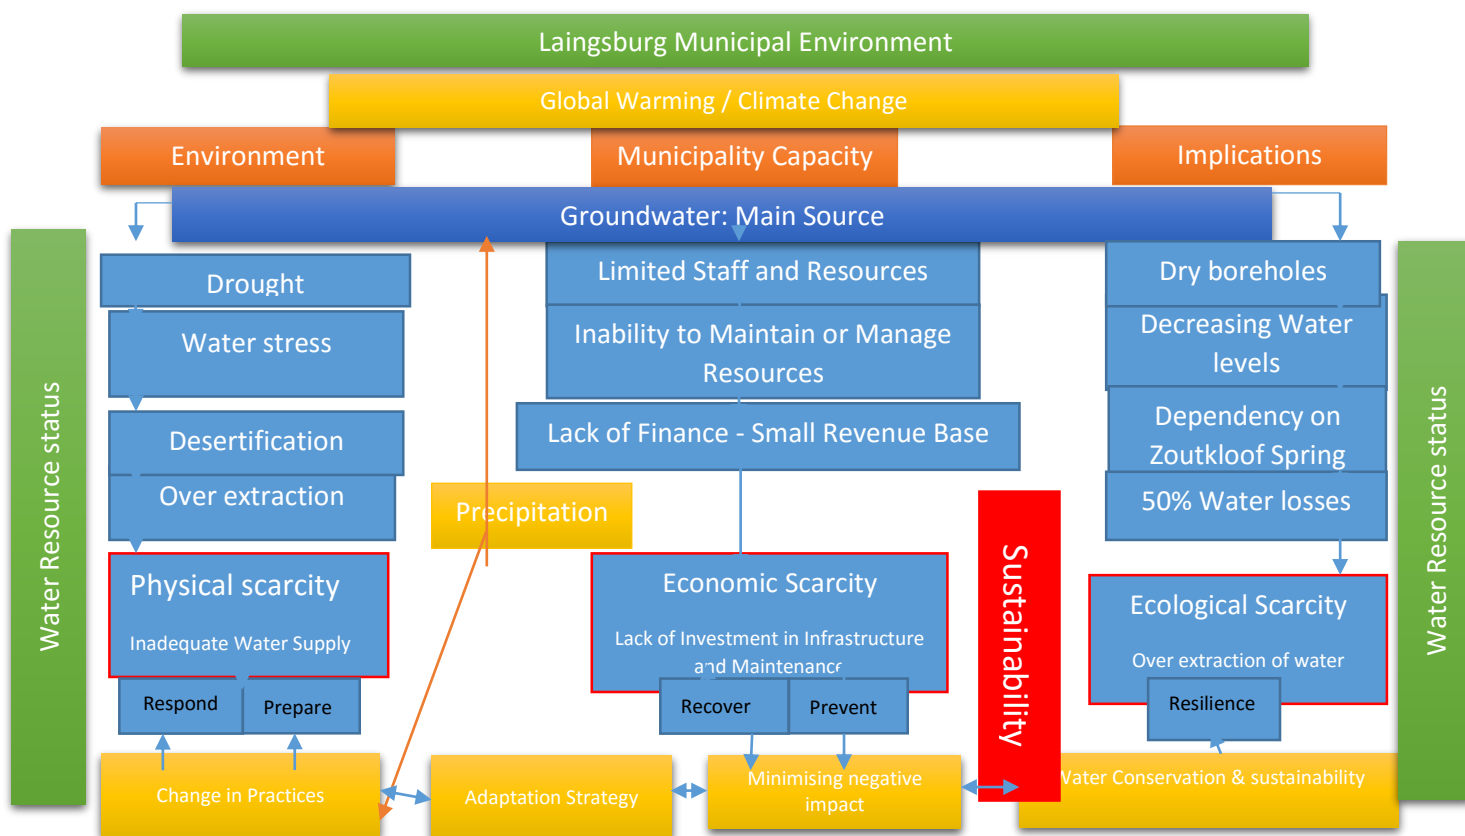 Laingsburg Municipal Environment
Global Warming / Climate Change
Environment
Municipality Capacity
Implications
Groundwater: Main Source
Water Resource status
Drought
Water stress
Desertification
Over extraction
Physical scarcity
Inadequate Water Supply
Respond
Prepare
Change in Practices
Limited Staff and Resources
Inability to Maintain or Manage
Resources
Lack of Finance - Small Revenue Base
Precipitation
Economic Scarcity
Lack of Investment in Infrastructure
and Maintenance
Recover
Prevent
Adaptation Strategy
Minimising negative
impact
Sustainability
Dry boreholes
Decreasing Water
levels
Dependency on
Zoutkloof Spring
50% Water losses
Ecological Scarcity
Over extraction of water
Resilience
Water Conservation & sustainability
Water Resource status